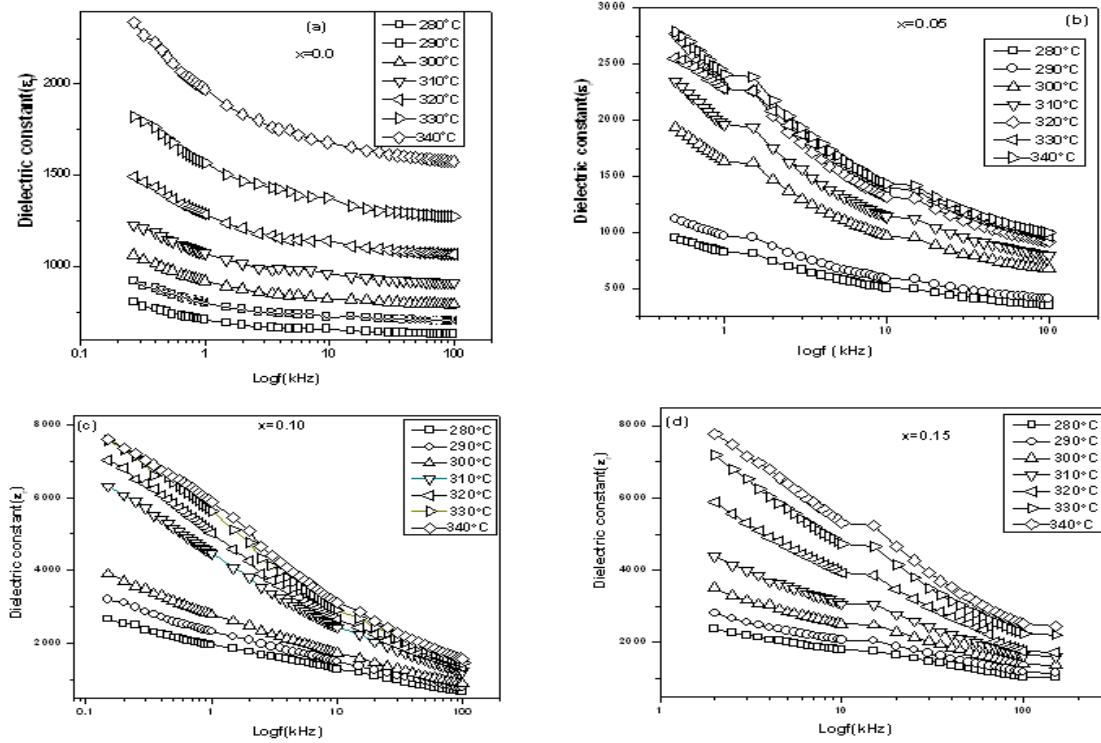 (a)
x=0.0
280°C
290°C
300°C
310°C
320°C
330°C
340°C
Dielectric constant(εr)
2000
1500
1000
0.1
1
10
100
Logf(kHz)
(b)
x=0.05
280°C
290°C
300°C
310°C
320°C
330°C
340°C
Dielectric constant(εr)
3000
2500
2000
1500
1000
500
1
10
100
logf (kHz)
(c)
x=0.10
280°C
290°C
300°C
310°C
320°C
330°C
340°C
Dielectric constant(εr)
8000
6000
4000
2000
0.1
1
10
100
Logf(kHz)
(d)
x=0.15
280°C
290°C
300°C
310°C
320°C
330°C
340°C
Dielectric constant(εr)
8000
6000
4000
2000
1
10
100
Logf(kHz)